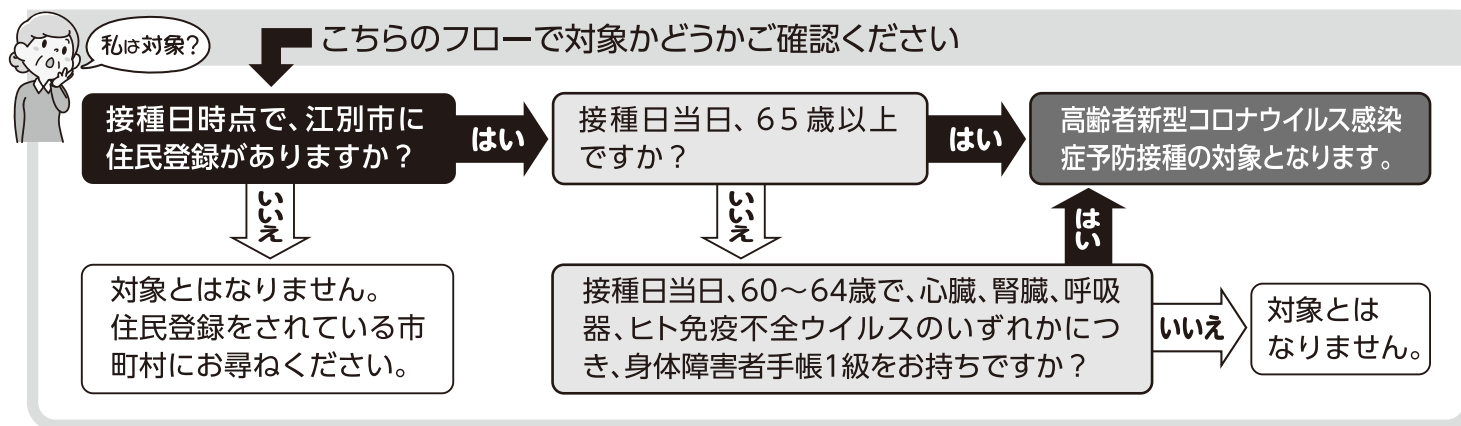 私は対象?
こちらのフローで対象かどうかご確認ください
接種日時点で、江別市に
住民登録がありますか?
はい
接種日当日、65歳以上
ですか?
はい
高齢者新型コロナウイルス感染
症予防接種の対象となります。
いいえ
いいえ
はい
対象とはなりません。
住民登録をされている市
町村にお尋ねください。
接種日当日、60～64歳で、心臓、腎臓、呼吸
器、ヒト免疫不全ウイルスのいずれかにつ
き、身体障害者手帳1級をお持ちですか?
いいえ
対象とは
なりません。